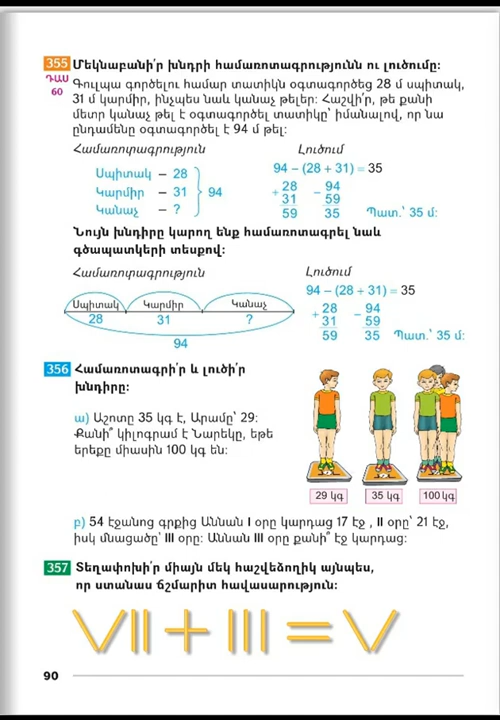 355 Մեկնաբանի՛ր խնդրի համառոտագրությունն ու լուծումը:
ԴԱՍ
60
Գուլպա գործելու համար տատիկն օգտագործեց 28 մ սպիտակ,
31 մ կարմիր, ինչպես նաև կանաչ թելեր: Հաշվի՛ր, թե քանի
մետր կանաչ թել է օգտագործել տատիկը՝ իմանալով, որ նա
ընդամենը օգտագործել է 94 մ թել:
Համառոտագրություն
Սպիտակ – 28
Կարմիր – 31
Կանաչ – ?
94
Լուծում
94 – (28 + 31) = 35
+ 28
31
59
– 94
59
35
Պատ.՝ 35 մ:
Նույն խնդիրը կարող ենք համառոտագրել նաև
գծապատկերի տեսքով:
Համառոտագրություն
Սպիտակ Կարմիր Կանաչ
28 31 ?
94
Լուծում
94 – (28 + 31) = 35
+ 28
31
59
– 94
59
35
Պատ.՝ 35 մ:
356 Համառոտագրի՛ր և լուծի՛ր
խնդիրը:
ա) Աշոտը 35 կգ է, Արամը՝ 29:
Քանի՞ կիլոգրամ է Նարեկը, եթե
երեքը միասին 100 կգ են:
29 կգ 35 կգ 100 կգ
բ) 54 էջանոց գրքից Աննան I օրը կարդաց 17 էջ , II օրը՝ 21 էջ,
իսկ մնացածը՝ III օրը: Աննան III օրը քանի՞ էջ կարդաց:
357 Տեղափոխի՛ր միայն մեկ հաշվեձողիկ այնպես,
որ ստանաս ճշմարիտ հավասարություն:
VII + III = V
90